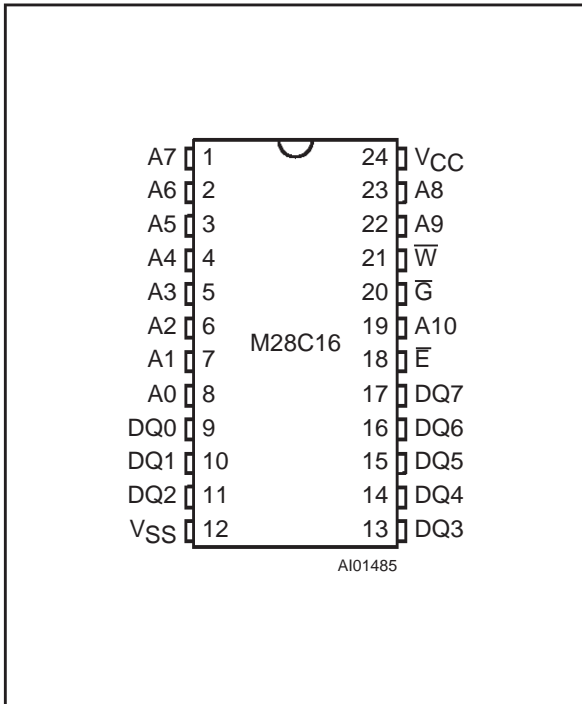 A7 1 24 VCC
A6 2 23 A8
A5 3 22 A9
A4 4 21 W̅
A3 5 20 G̅
A2 6 19 A10
M28C16
A1 7 18 E̅
A0 8 17 DQ7
DQ0 9 16 DQ6
DQ1 10 15 DQ5
DQ2 11 14 DQ4
VSS 12 13 DQ3
AI01485